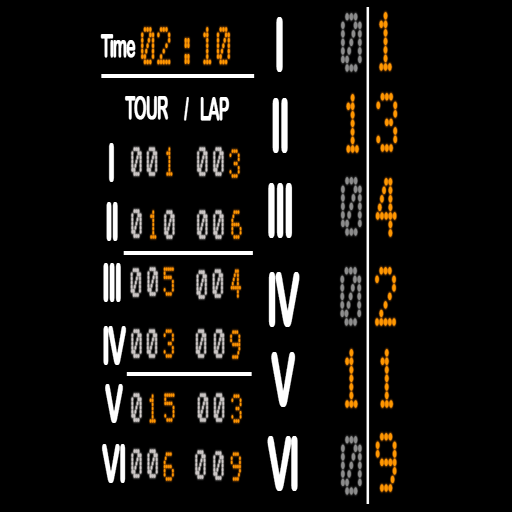 Time 02:10
TOUR / LAP
I 001 003
II 010 006
III 005 004
IV 003 009
V 015 003
VI 006 009
I 01
II 13
III 04
IV 02
V 11
VI 09